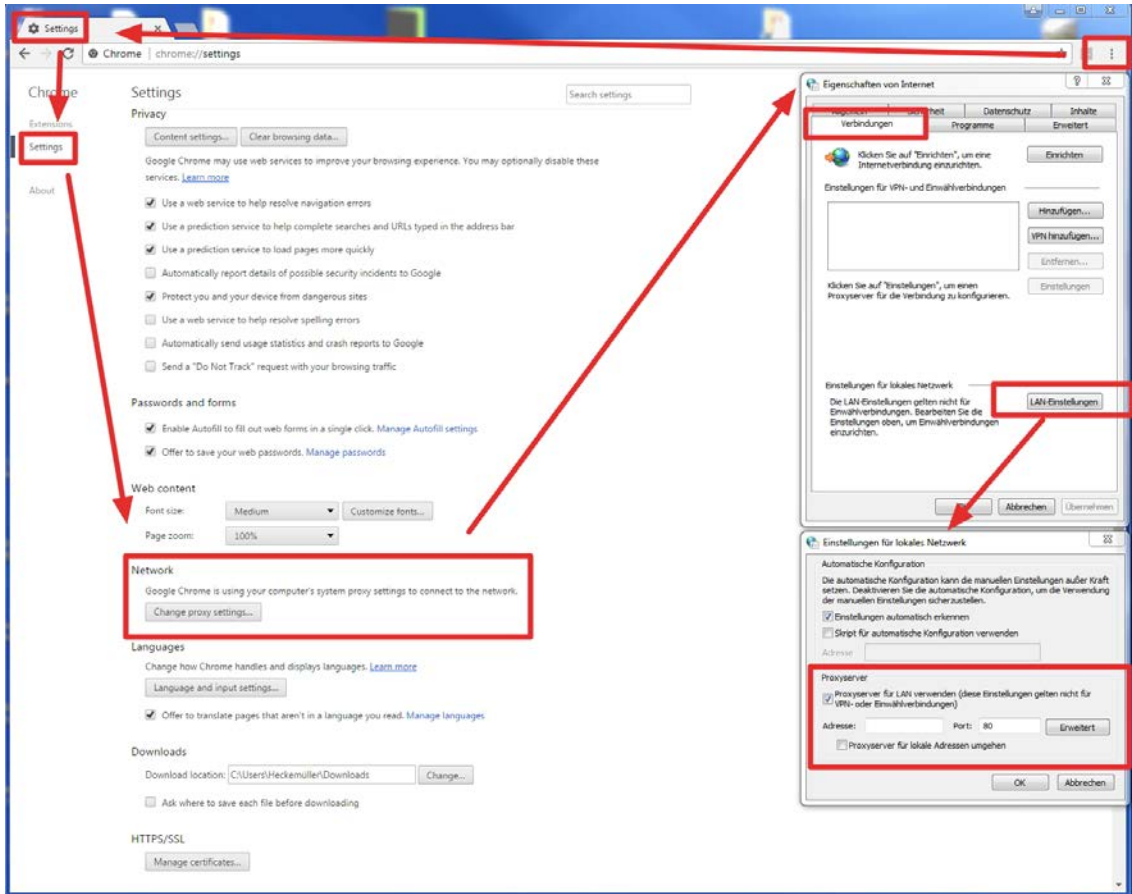 Settings
Chrome | chrome://settings
Chrome
Extensions
Settings
About
Settings
Search settings
Privacy
Content settings...
Clear browsing data...
Google Chrome may use web services to improve your browsing experience. You may optionally disable these
services. Learn more
Use a web service to help resolve navigation errors
Use a prediction service to help complete searches and URLs typed in the address bar
Use a prediction service to load pages more quickly
Automatically report details of possible security incidents to Google
Protect you and your device from dangerous sites
Use a web service to help resolve spelling errors
Automatically send usage statistics and crash reports to Google
Send a "Do Not Track" request with your browsing traffic
Passwords and forms
Enable Autofill to fill out web forms in a single click. Manage Autofill settings
Offer to save your web passwords. Manage passwords
Web content
Font size:
Medium
Customize fonts...
Page zoom:
100%
Network
Google Chrome is using your computer's system proxy settings to connect to the network.
Change proxy settings...
Languages
Change how Chrome handles and displays languages. Learn more
Language and input settings...
Offer to translate pages that aren't in a language you read. Manage languages
Downloads
Download location: C:\Users\Heckemüller\Downloads
Change...
Ask where to save each file before downloading
HTTPS/SSL
Manage certificates...
Eigenschaften von Internet
Datenschutz
Inhalte
Verbindungen
Programme
Erweitert
Klicken Sie auf "Einrichten", um eine
Internetverbindung einzurichten.
Einrichten
Einstellungen für VPN- und Einwählverbindungen
Hinzufügen...
VPN hinzufügen...
Entfernen...
Klicken Sie auf "Einstellungen", um einen
Proxyserver für die Verbindung zu konfigurieren.
Einstellungen
Einstellungen für lokales Netzwerk
Die LAN-Einstellungen gelten nicht für
Einwählverbindungen. Bearbeiten Sie die
Einstellungen oben, um Einwählverbindungen
einzurichten.
LAN-Einstellungen
Abbrechen
Übernehmen
Einstellungen für lokales Netzwerk
Automatische Konfiguration
Die automatische Konfiguration kann die manuellen Einstellungen außer Kraft
setzen. Deaktivieren Sie die automatische Konfiguration, um die Verwendung
der manuellen Einstellungen sicherzustellen.
Einstellungen automatisch erkennen
Skript für automatische Konfiguration verwenden
Adresse
Proxyserver
Proxyserver für LAN verwenden (diese Einstellungen gelten nicht für
VPN- oder Einwählverbindungen)
Adresse:
Port: 80
Erweitert
Proxyserver für lokale Adressen umgehen
OK
Abbrechen